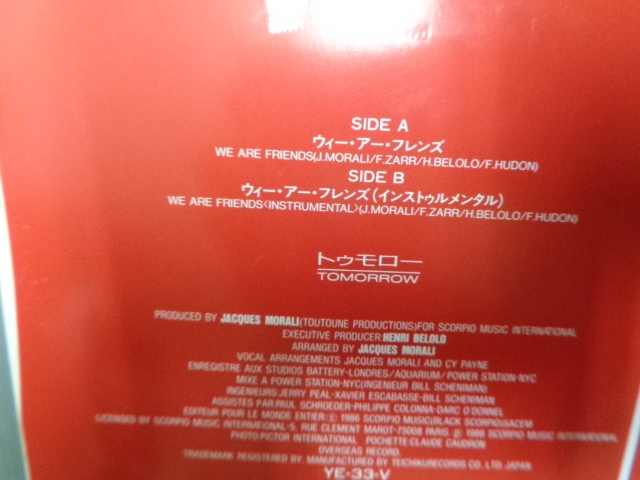 SIDE A
ウィー・アー・フレンズ
WE ARE FRIENDS(J.MORALI/F.ZARR/H.BELOLO/F.HUDON)
SIDE B
ウィー・アー・フレンズ(インストゥルメンタル)
WE ARE FRIENDS<INSTRUMENTAL>(J.MORALI/F.ZARR/H.BELOLO/F.HUDON)
トゥモロー
TOMORROW
PRODUCED BY JACQUES MORALI(TOUTOUNE PRODUCTIONS)FOR SCORPIO MUSIC INTERNATIONAL
EXECUTIVE PRODUCER:HENRI BELOLO
ARRANGED BY JACQUES MORALI
VOCAL ARRANGEMENTS JACQUES MORALI AND CY PAYNE
ENREGISTRE AUX STUDIOS BATTERY-LONDRES/AQUARIUM/POWER STATION-NYC
MIXE A POWER STATION-NYC(INGENIEUR BILL SCHENIMAN)
INGENIEURS:JERRY PEAL-XAVIER ESCABASSE-BILL SCHENIMAN
ASSISTES PAR:PAUL SCHROEDER-PHILIPPE COLONNA-DARC O'DONNEL
EDITEUR POUR LE MONDE ENTIER:Ⓒ 1986 SCORPIO MUSIC(BLACK SCORPIO)SACEM
LICENSED BY SCORPIO MUSIC INTERNATIONAL-5, RUE CLEMENT MAROT-75008 PARIS Ⓟ 1986 SCORPIO MUSIC INTERNATIONAL
PHOTO:PICTOR INTERNATIONAL POCHETTE:CLAUDE CAUDRON
OVERSEAS RECORD
TRADEMARK REGISTERED BY. MANUFACTURED BY TEICHIKU RECORDS CO. LTD. JAPAN
YE-33-V